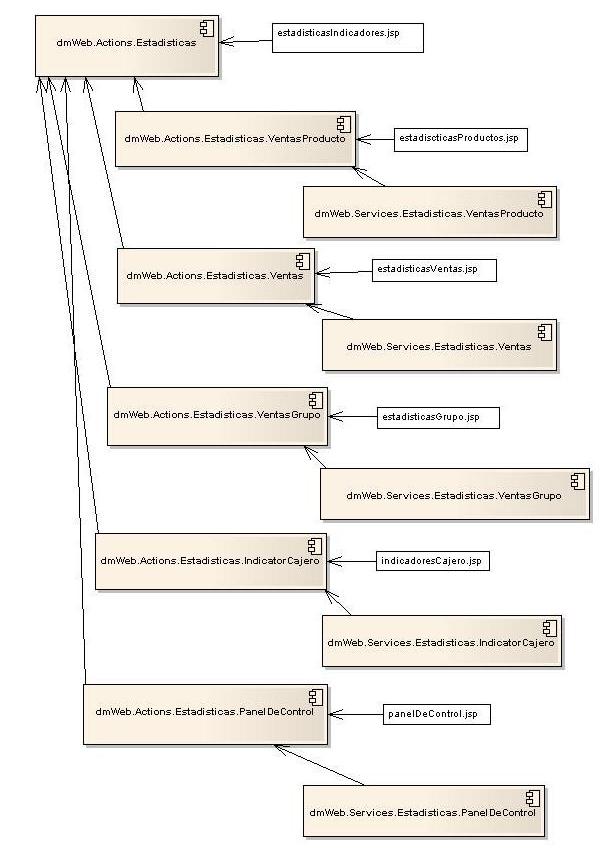 dmWeb.Actions.Estadisticas
estadisticasIndicadores.jsp
dmWeb.Actions.Estadisticas.VentasProducto
estadiscticasProductos.jsp
dmWeb.Services.Estadisticas.VentasProducto
dmWeb.Actions.Estadisticas.Ventas
estadisticasVentas.jsp
dmWeb.Services.Estadisticas.Ventas
dmWeb.Actions.Estadisticas.VentasGrupo
estadisticasGrupo.jsp
dmWeb.Services.Estadisticas.VentasGrupo
dmWeb.Actions.Estadisticas.IndicatorCajero
indicadoresCajero.jsp
dmWeb.Services.Estadisticas.IndicatorCajero
dmWeb.Actions.Estadisticas.PanelDeControl
panelDeControl.jsp
dmWeb.Services.Estadisticas.PanelDeControl